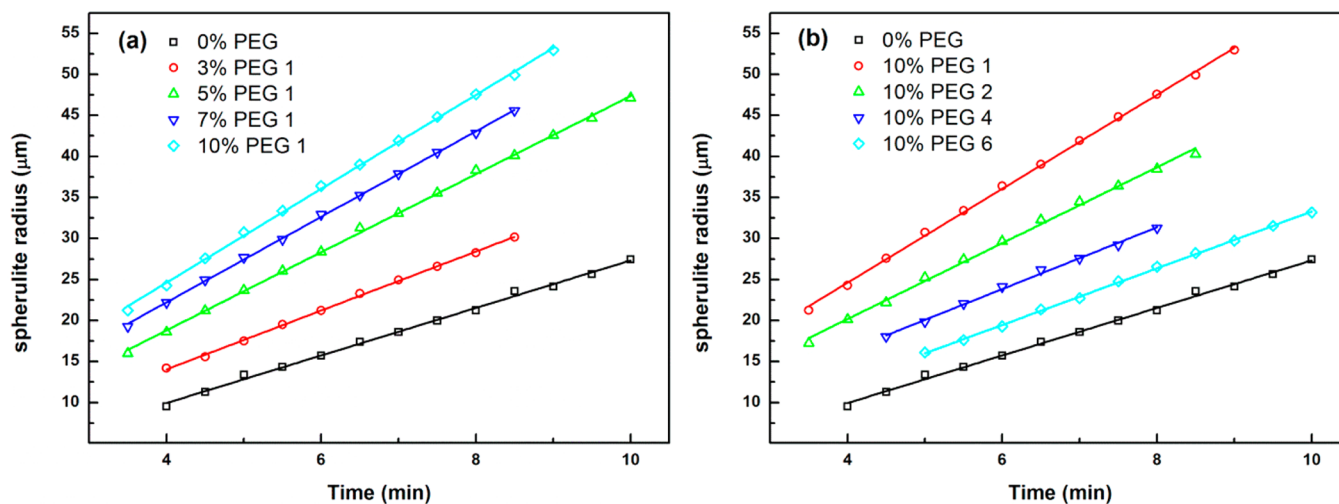 (a)
0% PEG
3% PEG 1
5% PEG 1
7% PEG 1
10% PEG 1
spherulite radius (μm)
55
50
45
40
35
30
25
20
15
10
4
6
8
10
Time (min)
(b)
0% PEG
10% PEG 1
10% PEG 2
10% PEG 4
10% PEG 6
spherulite radius (μm)
55
50
45
40
35
30
25
20
15
10
4
6
8
10
Time (min)